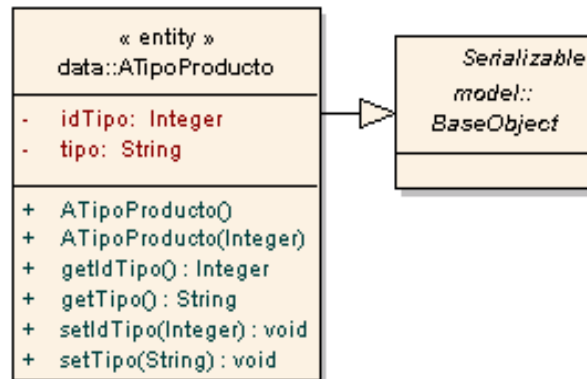 « entity »
data::ATipoProducto
- idTipo: Integer
- tipo: String
+ ATipoProducto()
+ ATipoProducto(Integer)
+ getIdTipo() : Integer
+ getTipo() : String
+ setIdTipo(Integer) : void
+ setTipo(String) : void
Serializable
model::
BaseObject